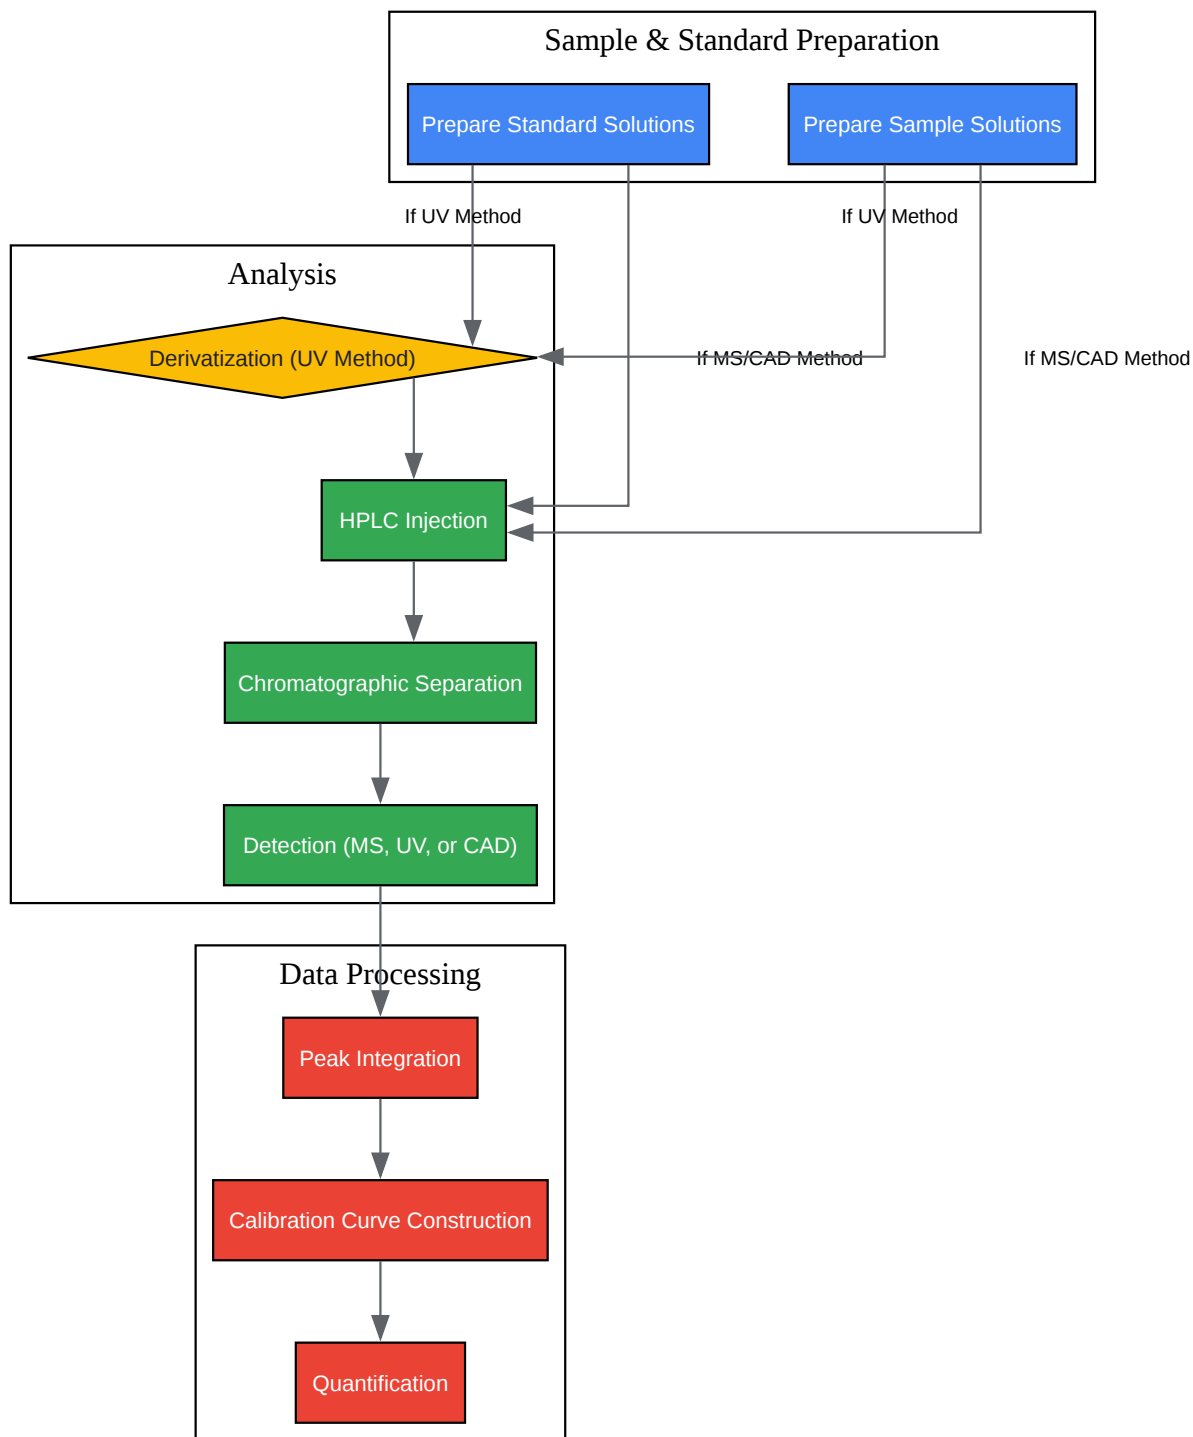 Sample & Standard Preparation
Prepare Standard Solutions
Prepare Sample Solutions
If UV Method
If UV Method
Analysis
Derivatization (UV Method)
If MS/CAD Method
If MS/CAD Method
HPLC Injection
Chromatographic Separation
Detection (MS, UV, or CAD)
Data Processing
Peak Integration
Calibration Curve Construction
Quantification